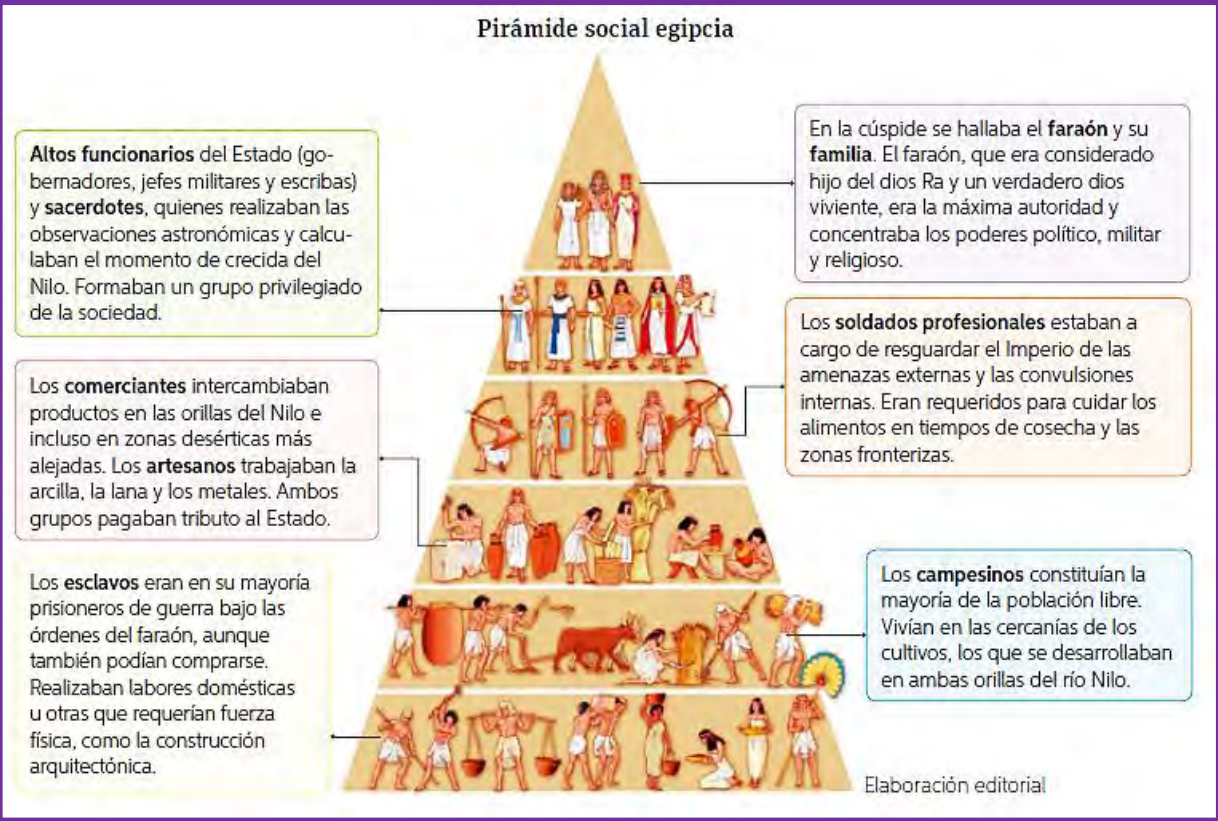 Pirámide social egipcia
En la cúspide se hallaba el faraón y su
familia. El faraón, que era considerado
hijo del dios Ra y un verdadero dios
viviente, era la máxima autoridad y
concentraba los poderes político, militar
y religioso.
Altos funcionarios del Estado (go-
bernadores, jefes militares y escribas)
y sacerdotes, quienes realizaban las
observaciones astronómicas y calcu-
laban el momento de crecida del
Nilo. Formaban un grupo privilegiado
de la sociedad.
Los soldados profesionales estaban a
cargo de resguardar el Imperio de las
amenazas externas y las convulsiones
internas. Eran requeridos para cuidar los
alimentos en tiempos de cosecha y las
zonas fronterizas.
Los comerciantes intercambiaban
productos en las orillas del Nilo e
incluso en zonas desérticas más
alejadas. Los artesanos trabajaban la
arcilla, la lana y los metales. Ambos
grupos pagaban tributo al Estado.
Los campesinos constituían la
mayoría de la población libre.
Vivían en las cercanías de los
cultivos, los que se desarrollaban
en ambas orillas del río Nilo.
Los esclavos eran en su mayoría
prisioneros de guerra bajo las
órdenes del faraón, aunque
también podían comprarse.
Realizaban labores domésticas
u otras que requerían fuerza
física, como la construcción
arquitectónica.
Elaboración editorial